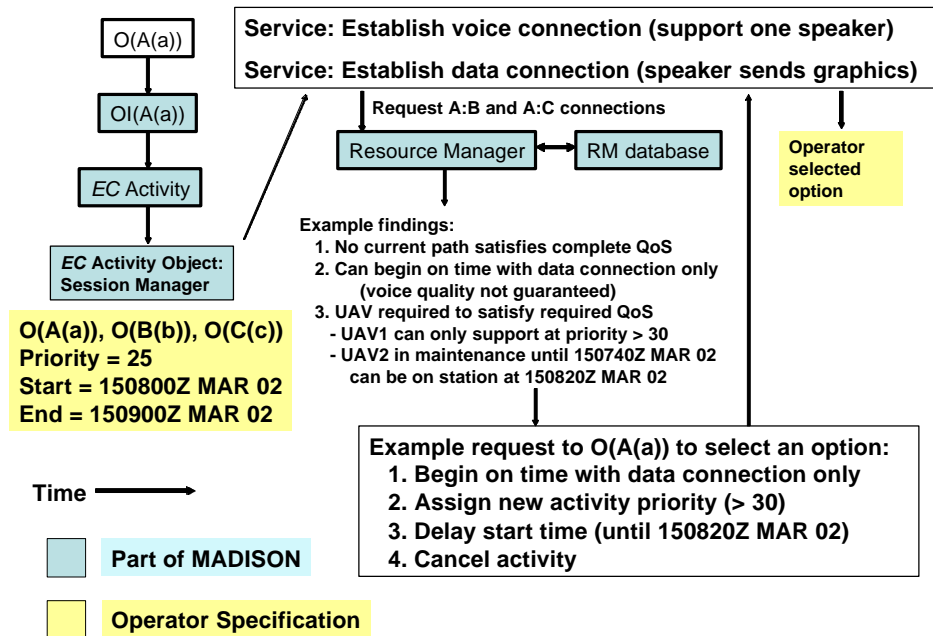 O(A(a))
OI(A(a))
EC Activity
EC Activity Object:
Session Manager
O(A(a)), O(B(b)), O(C(c))
Priority = 25
Start = 150800Z MAR 02
End = 150900Z MAR 02
Service: Establish voice connection (support one speaker)
Service: Establish data connection (speaker sends graphics)
Request A:B and A:C connections
Resource Manager
RM database
Operator
selected
option
Example findings:
1. No current path satisfies complete QoS
2. Can begin on time with data connection only
(voice quality not guaranteed)
3. UAV required to satisfy required QoS
- UAV1 can only support at priority > 30
- UAV2 in maintenance until 150740Z MAR 02
can be on station at 150820Z MAR 02
Example request to O(A(a)) to select an option:
1. Begin on time with data connection only
2. Assign new activity priority (> 30)
3. Delay start time (until 150820Z MAR 02)
4. Cancel activity
Time
Part of MADISON
Operator Specification